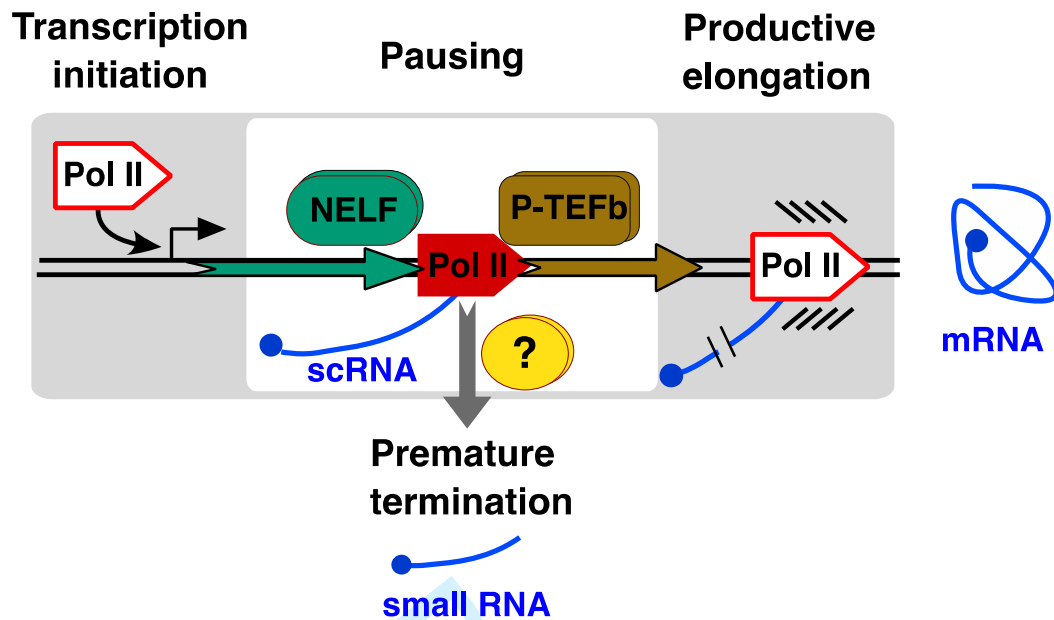 Transcription
initiation
Pausing
Productive
elongation
Pol II
NELF
P-TEFb
Pol II
Pol II
scRNA
?
mRNA
Premature
termination
small RNA